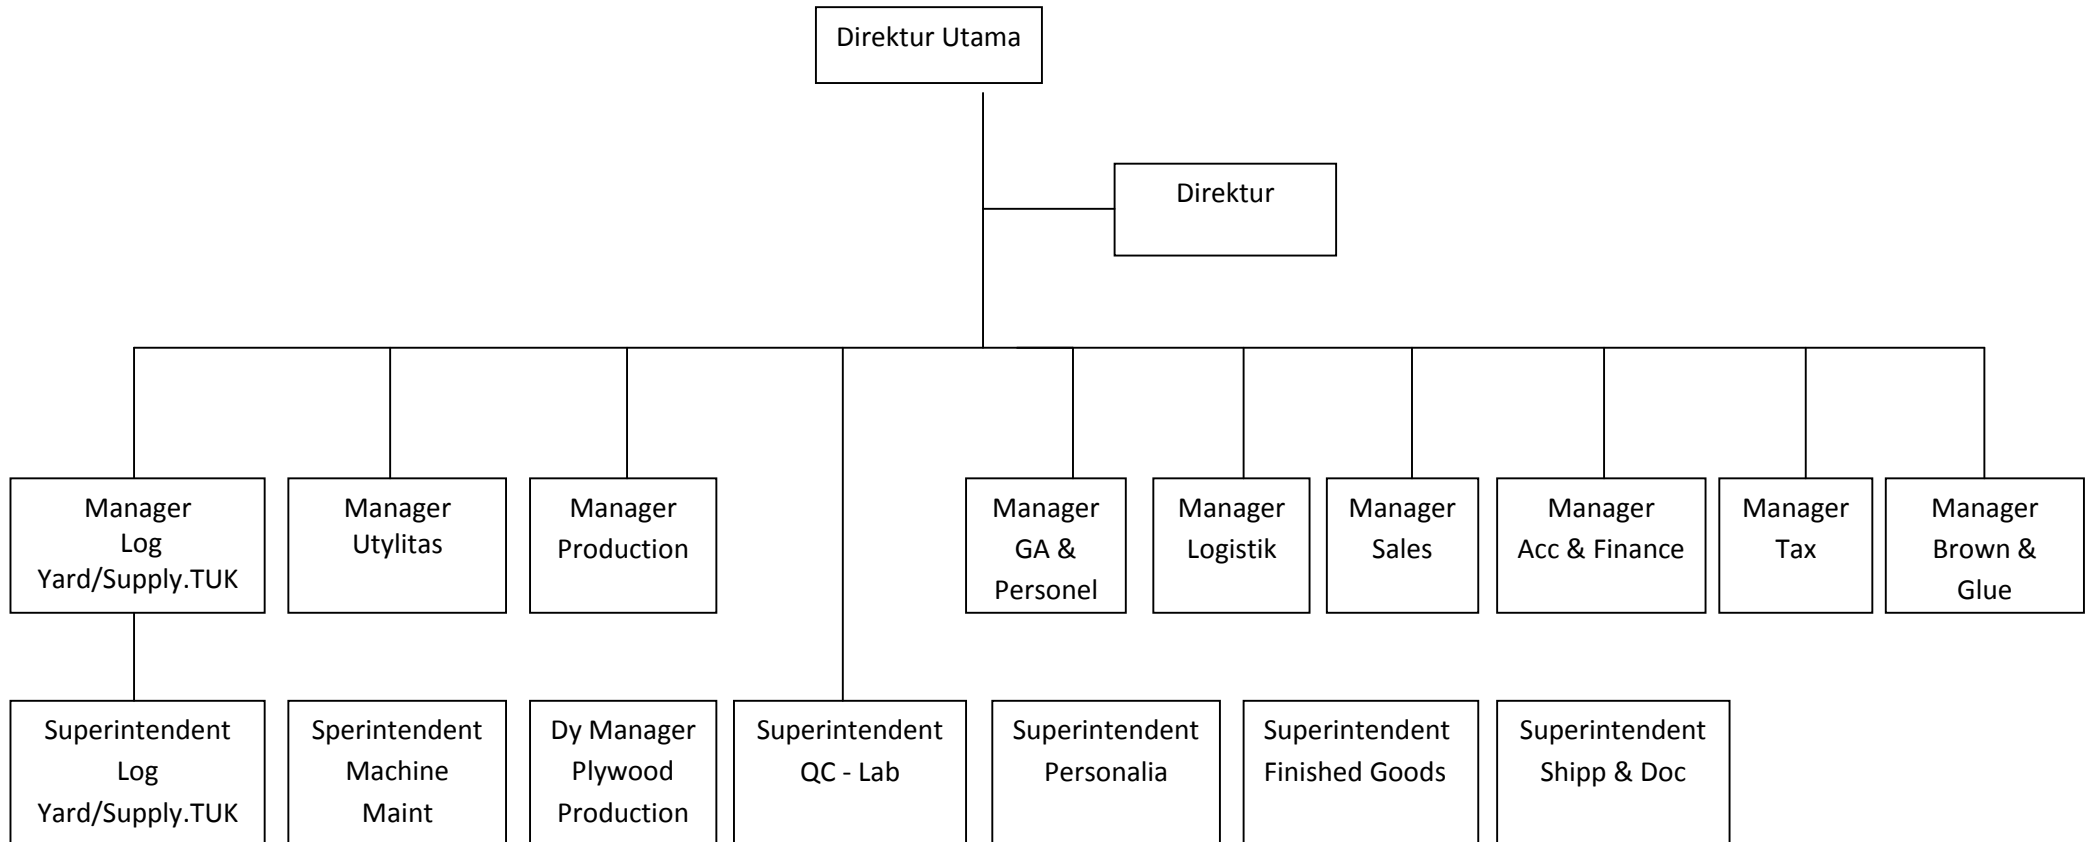 Direktur Utama
Direktur
Manager
Log
Yard/Supply.TUK
Manager
Utylitas
Manager
Production
Manager
GA &
Personel
Manager
Logistik
Manager
Sales
Manager
Acc & Finance
Manager
Tax
Manager
Brown &
Glue
Superintendent
Log
Yard/Supply.TUK
Sperintendent
Machine
Maint
Dy Manager
Plywood
Production
Superintendent
QC - Lab
Superintendent
Personalia
Superintendent
Finished Goods
Superintendent
Shipp & Doc